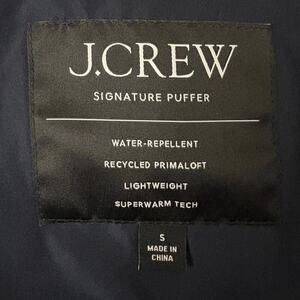 J.CREW
SIGNATURE PUFFER
WATER-REPELLENT
RECYCLED PRIMALOFT
LIGHTWEIGHT
SUPERWARM TECH
S
MADE IN
CHINA